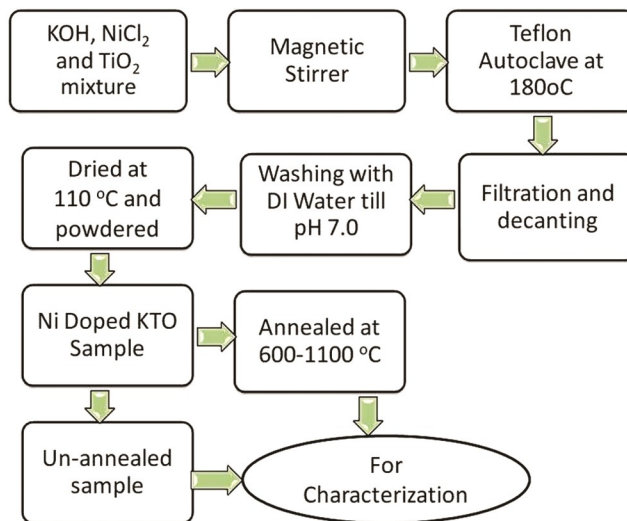 KOH, NiCl₂
and TiO₂
mixture
Magnetic
Stirrer
Teflon
Autoclave at
180oC
Filtration and
decanting
Washing with
DI Water till
pH 7.0
Dried at
110 ᵒC and
powdered
Ni Doped KTO
Sample
Annealed at
600-1100 ᵒC
Un-annealed
sample
For
Characterization